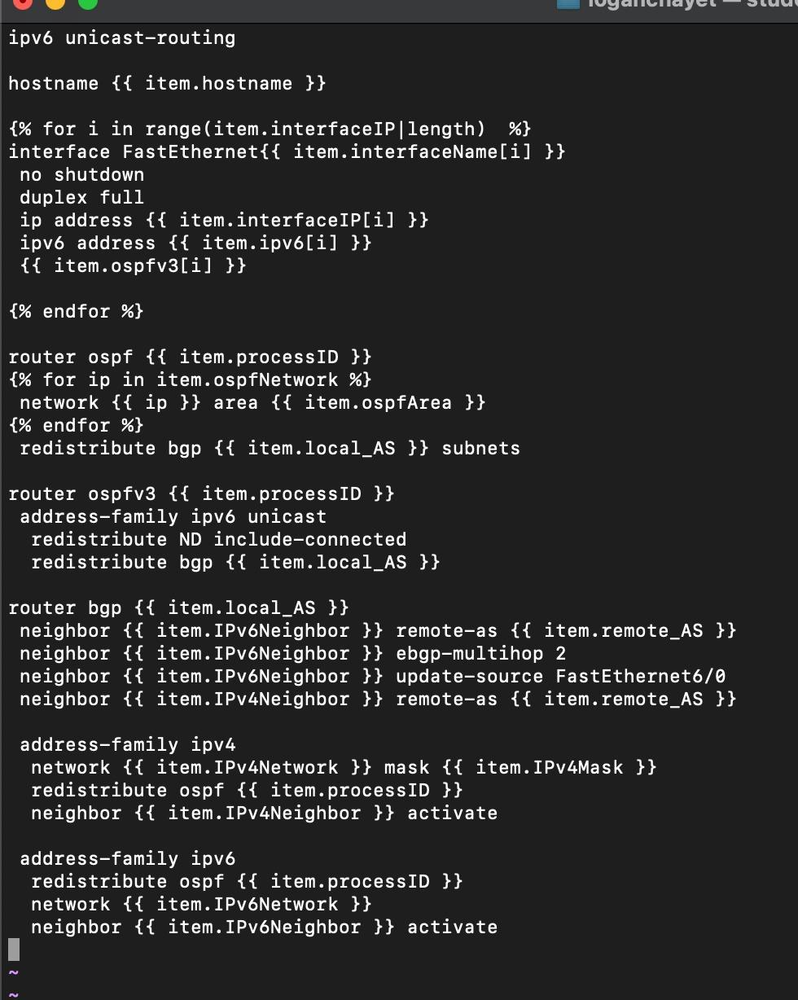 ipv6 unicast-routing
hostname {{ item.hostname }}
{% for i in range(item.interfaceIP|length)  %}
interface FastEthernet{{ item.interfaceName[i] }}
 no shutdown
 duplex full
 ip address {{ item.interfaceIP[i] }}
 ipv6 address {{ item.ipv6[i] }}
 {{ item.ospfv3[i] }}
{% endfor %}
router ospf {{ item.processID }}
{% for ip in item.ospfNetwork %}
 network {{ ip }} area {{ item.ospfArea }}
{% endfor %}
 redistribute bgp {{ item.local_AS }} subnets
router ospfv3 {{ item.processID }}
 address-family ipv6 unicast
  redistribute ND include-connected
  redistribute bgp {{ item.local_AS }}
router bgp {{ item.local_AS }}
 neighbor {{ item.IPv6Neighbor }} remote-as {{ item.remote_AS }}
 neighbor {{ item.IPv6Neighbor }} ebgp-multihop 2
 neighbor {{ item.IPv6Neighbor }} update-source FastEthernet6/0
 neighbor {{ item.IPv4Neighbor }} remote-as {{ item.remote_AS }}
 address-family ipv4
  network {{ item.IPv4Network }} mask {{ item.IPv4Mask }}
  redistribute ospf {{ item.processID }}
  neighbor {{ item.IPv4Neighbor }} activate
 address-family ipv6
  redistribute ospf {{ item.processID }}
  network {{ item.IPv6Network }}
  neighbor {{ item.IPv6Neighbor }} activate
~
~